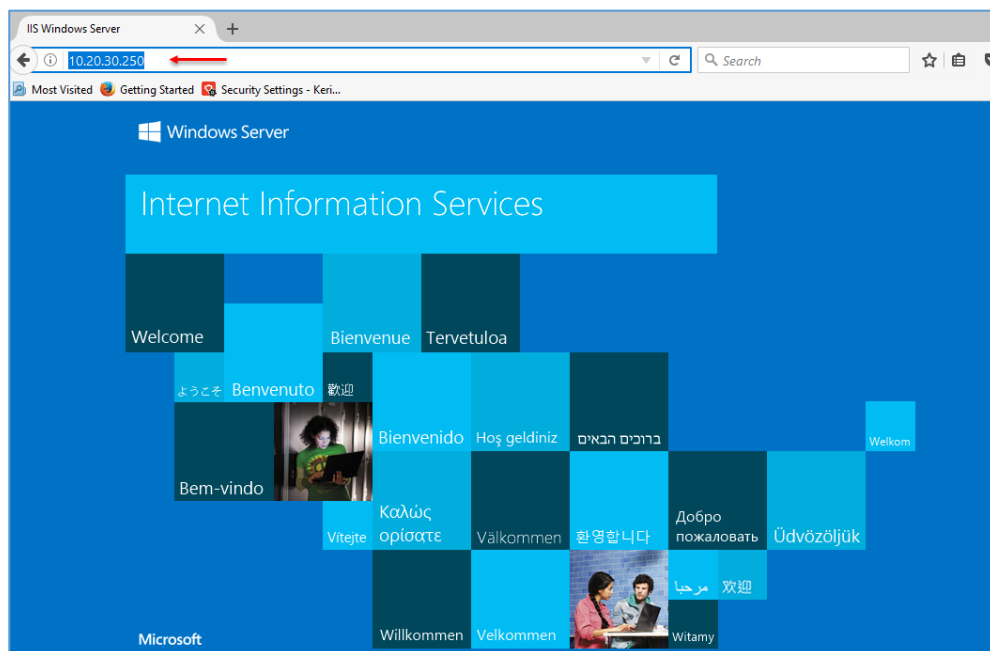 IIS Windows Server
10.20.30.250
Search
Most Visited
Getting Started
Security Settings - Keri...
Windows Server
Internet Information Services
Welcome
Bienvenue
Tervetuloa
ようこそ
Benvenuto
歡迎
Bienvenido
Hoş geldiniz
ברוכים הבאים
Welkom
Bem-vindo
Vítejte
Καλώς
ορίσατε
Välkommen
환영합니다
Добро
пожаловать
Üdvözöljük
مرحبا
欢迎
Microsoft
Willkommen
Velkommen
Witamy